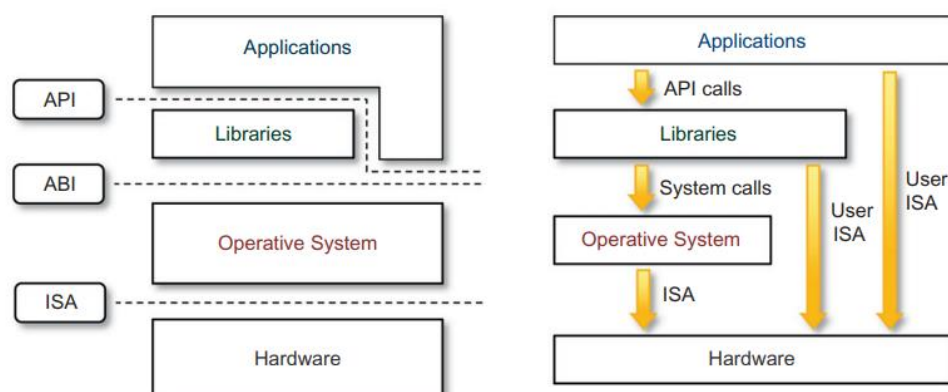 Applications
API
Libraries
ABI
Operative System
ISA
Hardware
Applications
API calls
Libraries
System calls
User
ISA
User
ISA
Operative System
ISA
Hardware